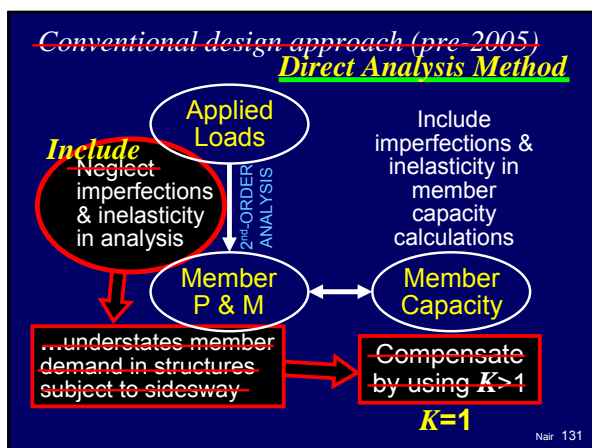 Conventional design approach (pre-2005)
Direct Analysis Method
Applied
Loads
Include
Neglect
imperfections
& inelasticity
in analysis
2nd-ORDER
ANALYSIS
Include
imperfections &
inelasticity in
member
capacity
calculations
Member
P & M
Member
Capacity
...understates member
demand in structures
subject to sidesway
Compensate
by using K>1
K=1
Nair 131